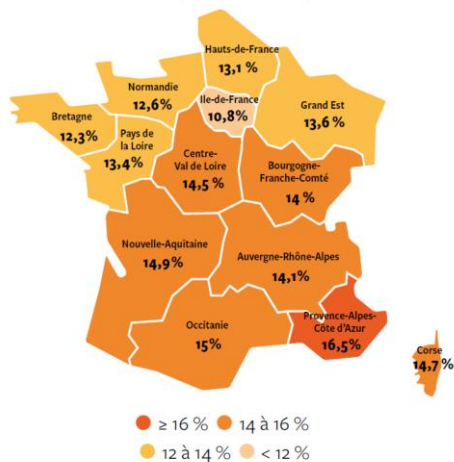 Hauts-de-France
13,1 %
Normandie
12,6%
Ile-de-France
10,8%
Grand Est
13,6 %
Bretagne
12,3%
Pays de
la Loire
13,4%
Centre-
Val de Loire
14,5 %
Bourgogne-
Franche-Comté
14 %
Nouvelle-Aquitaine
14,9%
Auvergne-Rhône-Alpes
14,1%
Occitanie
15%
Provence-Alpes-
Côte d'Azur
16,5%
Corse
14,7%
≥ 16 % 14 à 16 %
12 à 14 % < 12 %